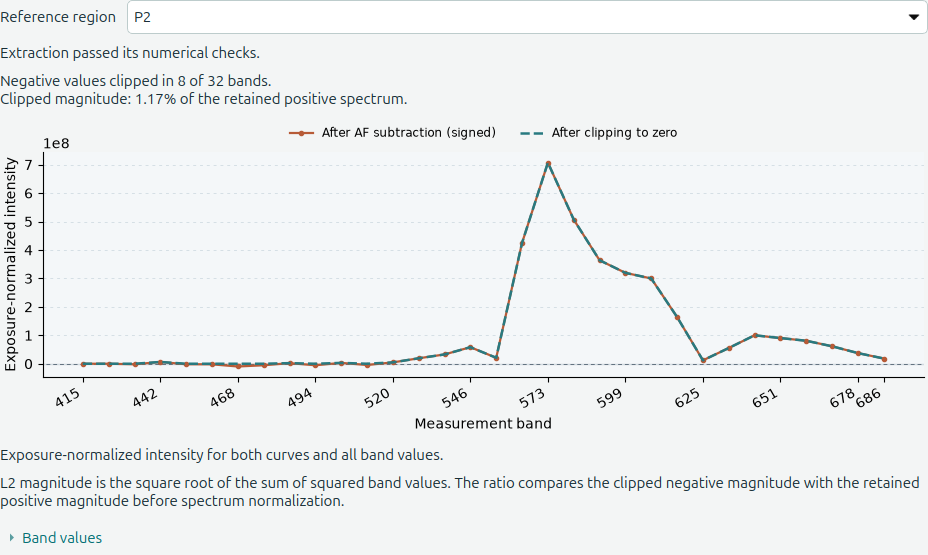 Reference region P2
Extraction passed its numerical checks.
Negative values clipped in 8 of 32 bands.
Clipped magnitude: 1.17% of the retained positive spectrum.
After AF subtraction (signed) After clipping to zero
1e8
Exposure-normalized intensity
7
6
5
4
3
2
1
0
415 442 468 494 520 546 573 599 625 651 678 686
Measurement band
Exposure-normalized intensity for both curves and all band values.
L2 magnitude is the square root of the sum of squared band values. The ratio compares the clipped negative magnitude with the retained
positive magnitude before spectrum normalization.
Band values